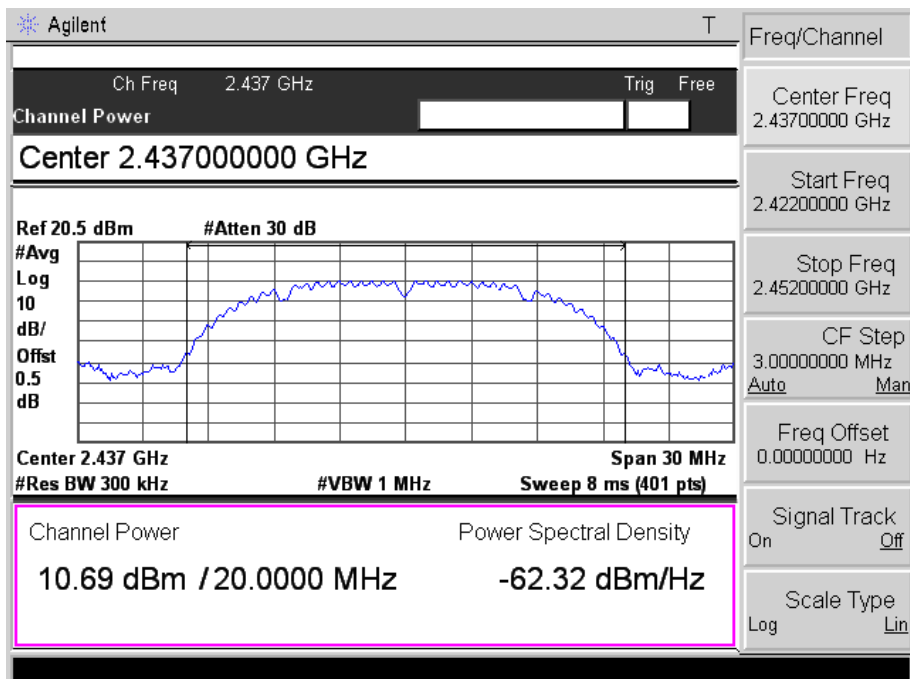 Agilent T
Ch Freq 2.437 GHz Trig Free
Channel Power
Center 2.437000000 GHz
Ref 20.5 dBm #Atten 30 dB
#Avg
Log
10
dB/
Offst
0.5
dB
Center 2.437 GHz Span 30 MHz
#Res BW 300 kHz #VBW 1 MHz Sweep 8 ms (401 pts)
Channel Power Power Spectral Density
10.69 dBm / 20.0000 MHz -62.32 dBm/Hz
Freq/Channel
Center Freq
2.43700000 GHz
Start Freq
2.42200000 GHz
Stop Freq
2.45200000 GHz
CF Step
3.00000000 MHz
Auto Man
Freq Offset
0.00000000 Hz
Signal Track
On Off
Scale Type
Log Lin